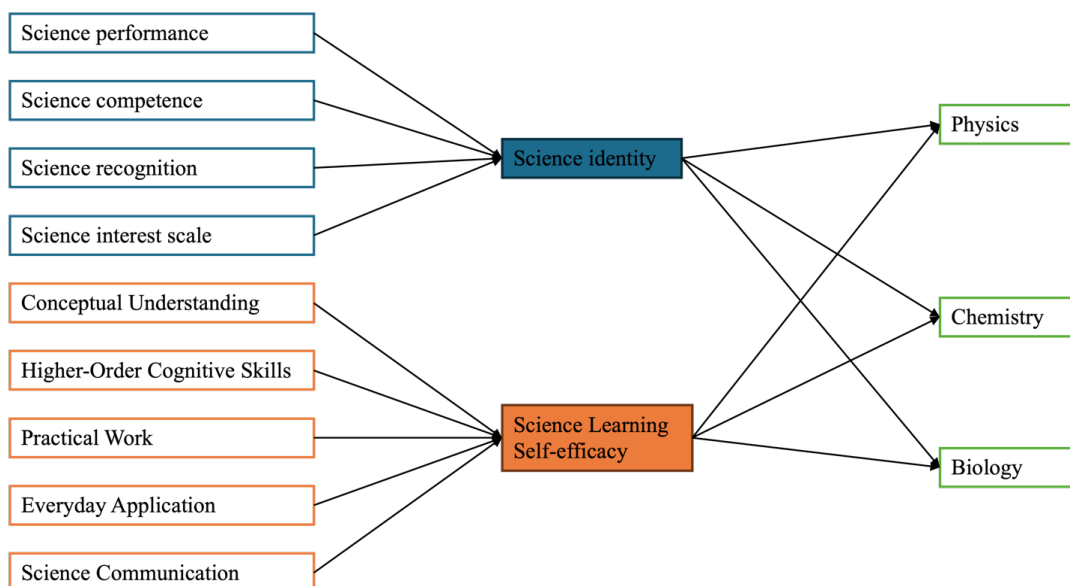 Science performance
Science competence
Science recognition
Science interest scale
Conceptual Understanding
Higher-Order Cognitive Skills
Practical Work
Everyday Application
Science Communication
Science identity
Science Learning
Self-efficacy
Physics
Chemistry
Biology